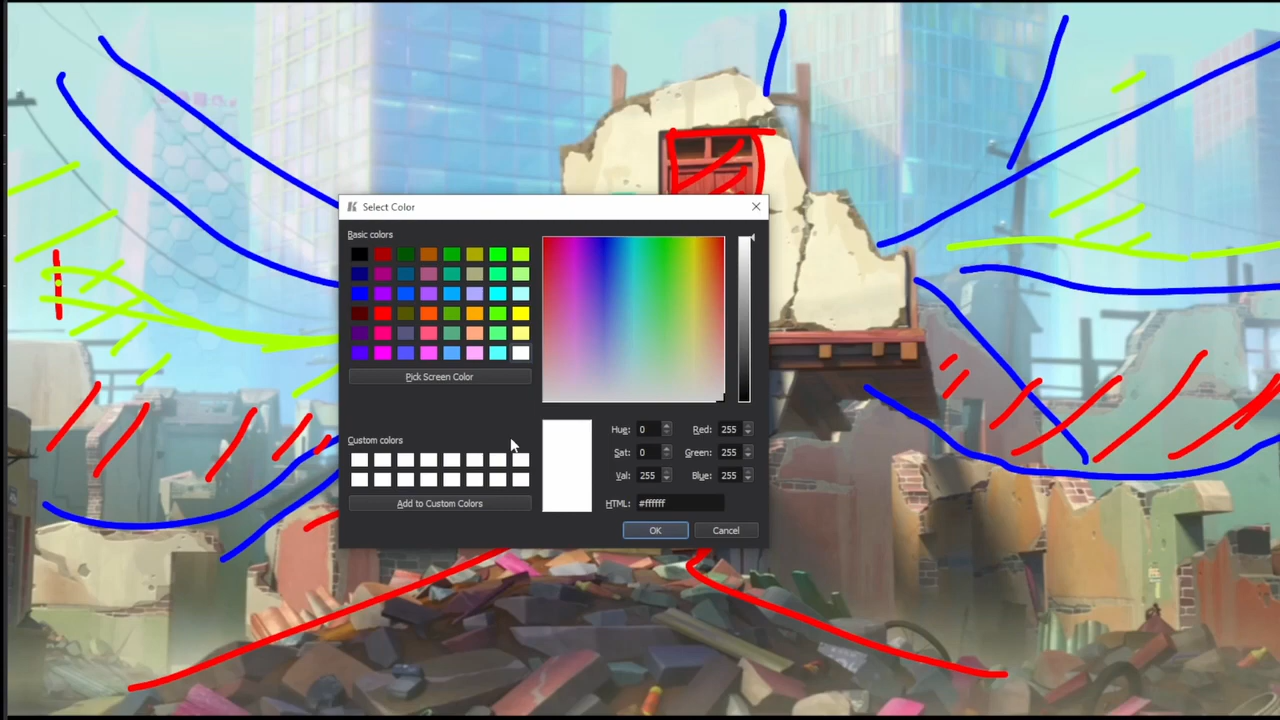 Select Color
Basic colors
Pick Screen Color
Custom colors
Add to Custom Colors
Hue: 0 Red: 255
Sat: 0 Green: 255
Val: 255 Blue: 255
HTML: #ffffff
OK Cancel